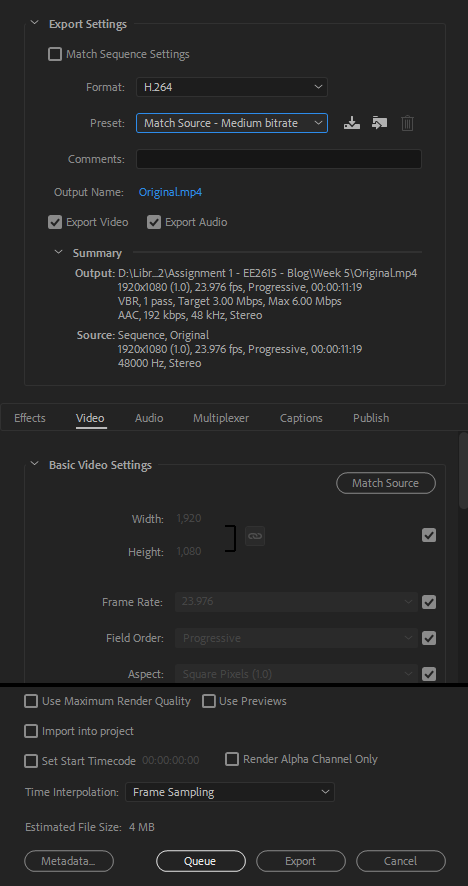 Export Settings
Match Sequence Settings
Format: H.264
Preset: Match Source - Medium bitrate
Comments:
Output Name: Original.mp4
Export Video Export Audio
Summary
Output: D:\Libr...2\Assignment 1 - EE2615 - Blog\Week 5\Original.mp4
1920x1080 (1.0), 23.976 fps, Progressive, 00:00:11:19
VBR, 1 pass, Target 3.00 Mbps, Max 6.00 Mbps
AAC, 192 kbps, 48 kHz, Stereo
Source: Sequence, Original
1920x1080 (1.0), 23.976 fps, Progressive, 00:00:11:19
48000 Hz, Stereo
Effects Video Audio Multiplexer Captions Publish
Basic Video Settings
Match Source
Width: 1,920
Height: 1,080
Frame Rate: 23.976
Field Order: Progressive
Aspect: Square Pixels (1.0)
Use Maximum Render Quality Use Previews
Import into project
Set Start Timecode 00:00:00:00 Render Alpha Channel Only
Time Interpolation: Frame Sampling
Estimated File Size: 4 MB
Metadata... Queue Export Cancel